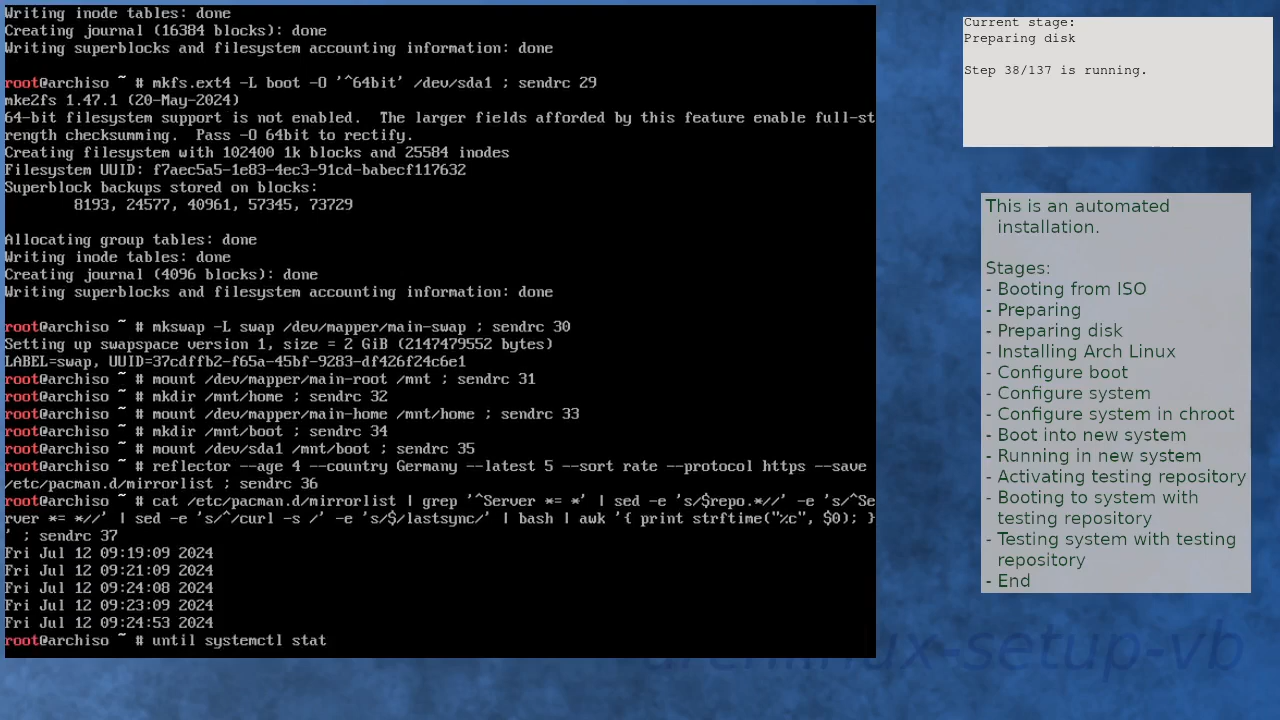 Writing inode tables: done
Creating journal (16384 blocks): done
Writing superblocks and filesystem accounting information: done
root@archiso ~ # mkfs.ext4 -L boot -O '^64bit' /dev/sda1 ; sendrc 29
mke2fs 1.47.1 (20-May-2024)
64-bit filesystem support is not enabled.  The larger fields afforded by this feature enable full-st
rength checksumming.  Pass -O 64bit to rectify.
Creating filesystem with 102400 1k blocks and 25584 inodes
Filesystem UUID: f7aec5a5-1e83-4ec3-91cd-babecf117632
Superblock backups stored on blocks:
        8193, 24577, 40961, 57345, 73729
Allocating group tables: done
Writing inode tables: done
Creating journal (4096 blocks): done
Writing superblocks and filesystem accounting information: done
root@archiso ~ # mkswap -L swap /dev/mapper/main-swap ; sendrc 30
Setting up swapspace version 1, size = 2 GiB (2147479552 bytes)
LABEL=swap, UUID=37cdffb2-f65a-45bf-9283-df426f24c6e1
root@archiso ~ # mount /dev/mapper/main-root /mnt ; sendrc 31
root@archiso ~ # mkdir /mnt/home ; sendrc 32
root@archiso ~ # mount /dev/mapper/main-home /mnt/home ; sendrc 33
root@archiso ~ # mkdir /mnt/boot ; sendrc 34
root@archiso ~ # mount /dev/sda1 /mnt/boot ; sendrc 35
root@archiso ~ # reflector --age 4 --country Germany --latest 5 --sort rate --protocol https --save
/etc/pacman.d/mirrorlist ; sendrc 36
root@archiso ~ # cat /etc/pacman.d/mirrorlist | grep '^Server *= *' | sed -e 's/$repo.*//' -e 's/^Se
rver *= *//' | sed -e 's/^/curl -s /' -e 's/$/lastsync/' | bash | awk '{ print strftime("%c", $0); }
' ; sendrc 37
Fri Jul 12 09:19:09 2024
Fri Jul 12 09:21:09 2024
Fri Jul 12 09:24:08 2024
Fri Jul 12 09:23:09 2024
Fri Jul 12 09:24:53 2024
root@archiso ~ # until systemctl stat
Current stage:
Preparing disk
Step 38/137 is running.
This is an automated
installation.
Stages:
- Booting from ISO
- Preparing
- Preparing disk
- Installing Arch Linux
- Configure boot
- Configure system
- Configure system in chroot
- Boot into new system
- Running in new system
- Activating testing repository
- Booting to system with
testing repository
- Testing system with testing
repository
- End
archlinux-setup-vb